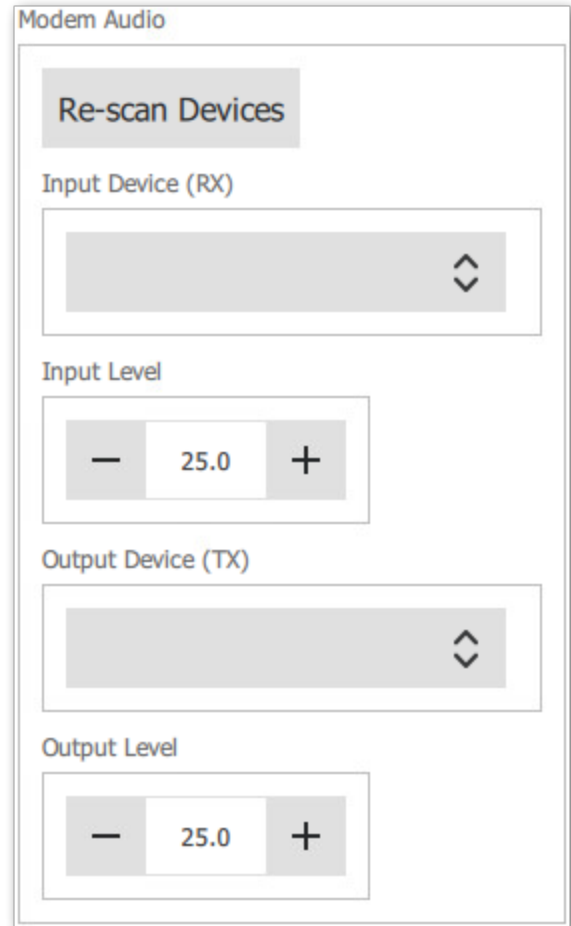 Modem Audio
Re-scan Devices
Input Device (RX)
Input Level
− 25.0 +
Output Device (TX)
Output Level
− 25.0 +